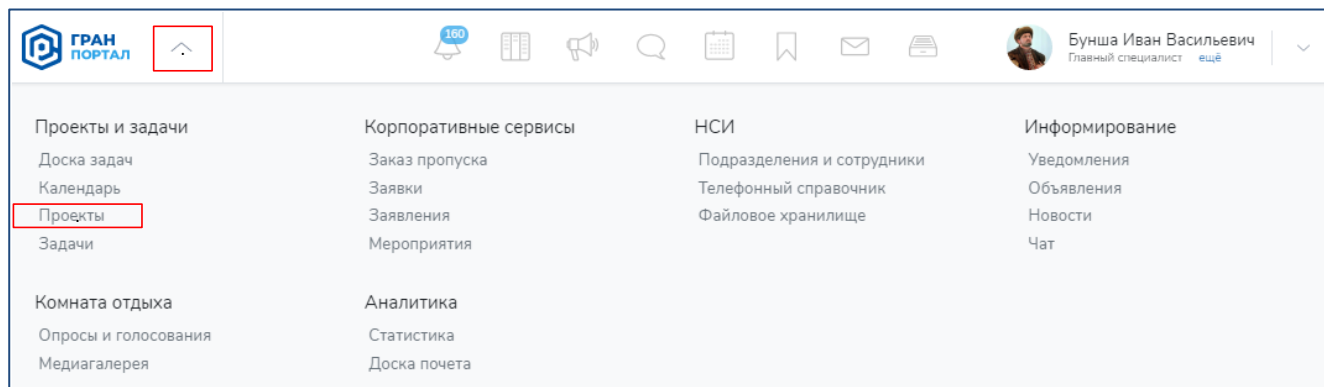 ГРАН
ПОРТАЛ
160
Бунша Иван Васильевич
Главный специалист ещё
Проекты и задачи
Доска задач
Календарь
Проекты
Задачи
Корпоративные сервисы
Заказ пропуска
Заявки
Заявления
Мероприятия
НСИ
Подразделения и сотрудники
Телефонный справочник
Файловое хранилище
Информирование
Уведомления
Объявления
Новости
Чат
Комната отдыха
Опросы и голосования
Медиагалерея
Аналитика
Статистика
Доска почета